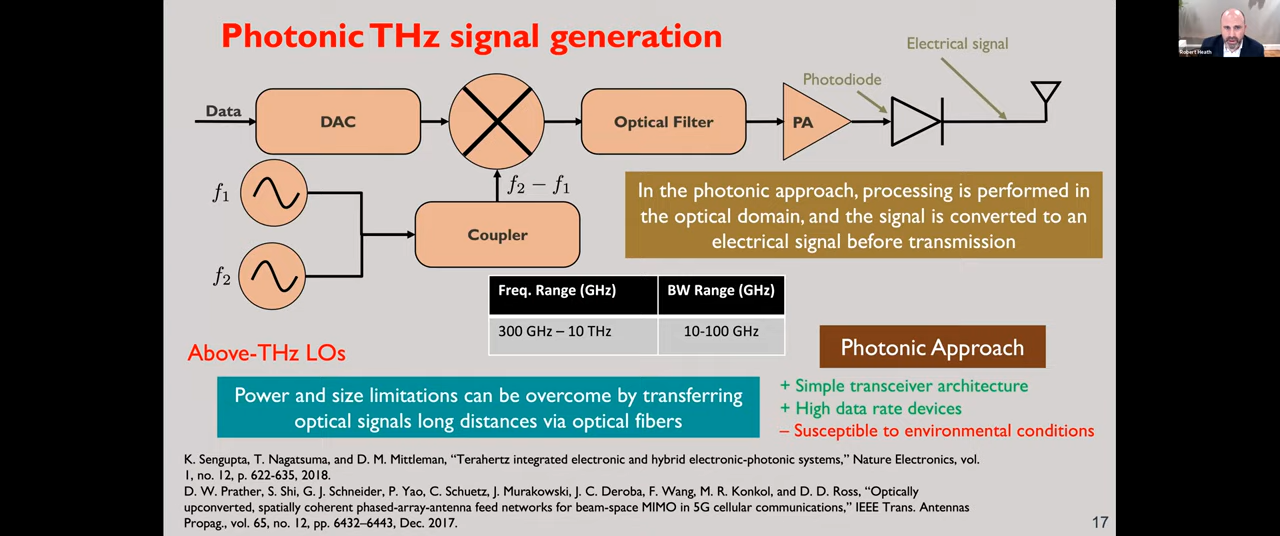 Photonic THz signal generation
Robert Heath
Electrical signal
Photodiode
Data
DAC
Optical Filter
PA
f₁
f₂ − f₁
In the photonic approach, processing is performed in
the optical domain, and the signal is converted to an
electrical signal before transmission
Coupler
f₂
Freq. Range (GHz) BW Range (GHz)
300 GHz – 10 THz 10-100 GHz
Above-THz LOs
Photonic Approach
Power and size limitations can be overcome by transferring
optical signals long distances via optical fibers
+ Simple transceiver architecture
+ High data rate devices
– Susceptible to environmental conditions
K. Sengupta, T. Nagatsuma, and D. M. Mittleman, “Terahertz integrated electronic and hybrid electronic-photonic systems,” Nature Electronics, vol.
1, no. 12, p. 622-635, 2018.
D. W. Prather, S. Shi, G. J. Schneider, P. Yao, C. Schuetz, J. Murakowski, J. C. Deroba, F. Wang, M. R. Konkol, and D. D. Ross, “Optically
upconverted, spatially coherent phased-array-antenna feed networks for beam-space MIMO in 5G cellular communications,” IEEE Trans. Antennas
Propag., vol. 65, no. 12, pp. 6432–6443, Dec. 2017.
17